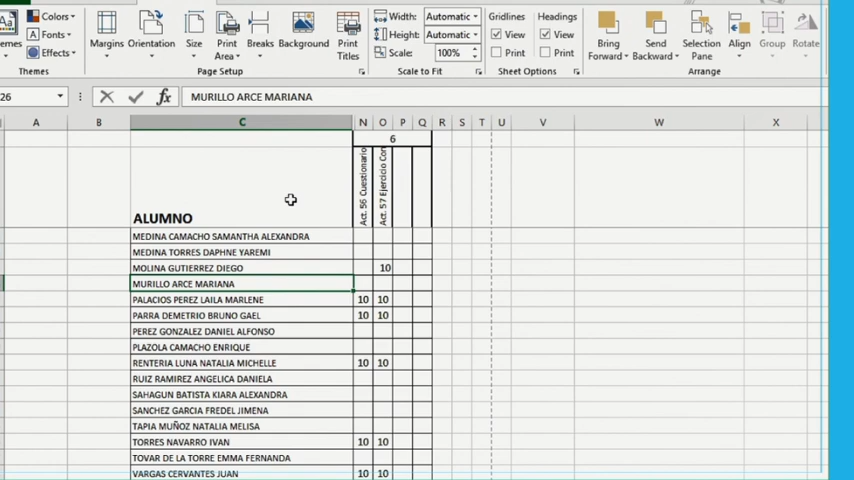 Colors
Width: Automatic
Gridlines
Headings
Fonts
Height: Automatic
View
View
Margins
Orientation
Size
Print Area
Breaks
Background
Print Titles
Bring Forward
Send Backward
Selection Pane
Align
Group
Rotate
Effects
Scale: 100%
Print
Print
Themes
Page Setup
Scale to Fit
Sheet Options
Arrange
26
fx
MURILLO ARCE MARIANA
A B C N O P Q R S T U V W X
6
ALUMNO
Act. 56 Cuestionario
Act. 57 Ejercicio Con
MEDINA CAMACHO SAMANTHA ALEXANDRA
MEDINA TORRES DAPHNE YAREMI
MOLINA GUTIERREZ DIEGO 10
MURILLO ARCE MARIANA
PALACIOS PEREZ LAILA MARLENE 10 10
PARRA DEMETRIO BRUNO GAEL 10 10
PEREZ GONZALEZ DANIEL ALFONSO
PLAZOLA CAMACHO ENRIQUE
RENTERIA LUNA NATALIA MICHELLE 10 10
RUIZ RAMIREZ ANGELICA DANIELA
SAHAGUN BATISTA KIARA ALEXANDRA
SANCHEZ GARCIA FREDEL JIMENA
TAPIA MUÑOZ NATALIA MELISA
TORRES NAVARRO IVAN 10 10
TOVAR DE LA TORRE EMMA FERNANDA
VARGAS CERVANTES JUAN 10 10